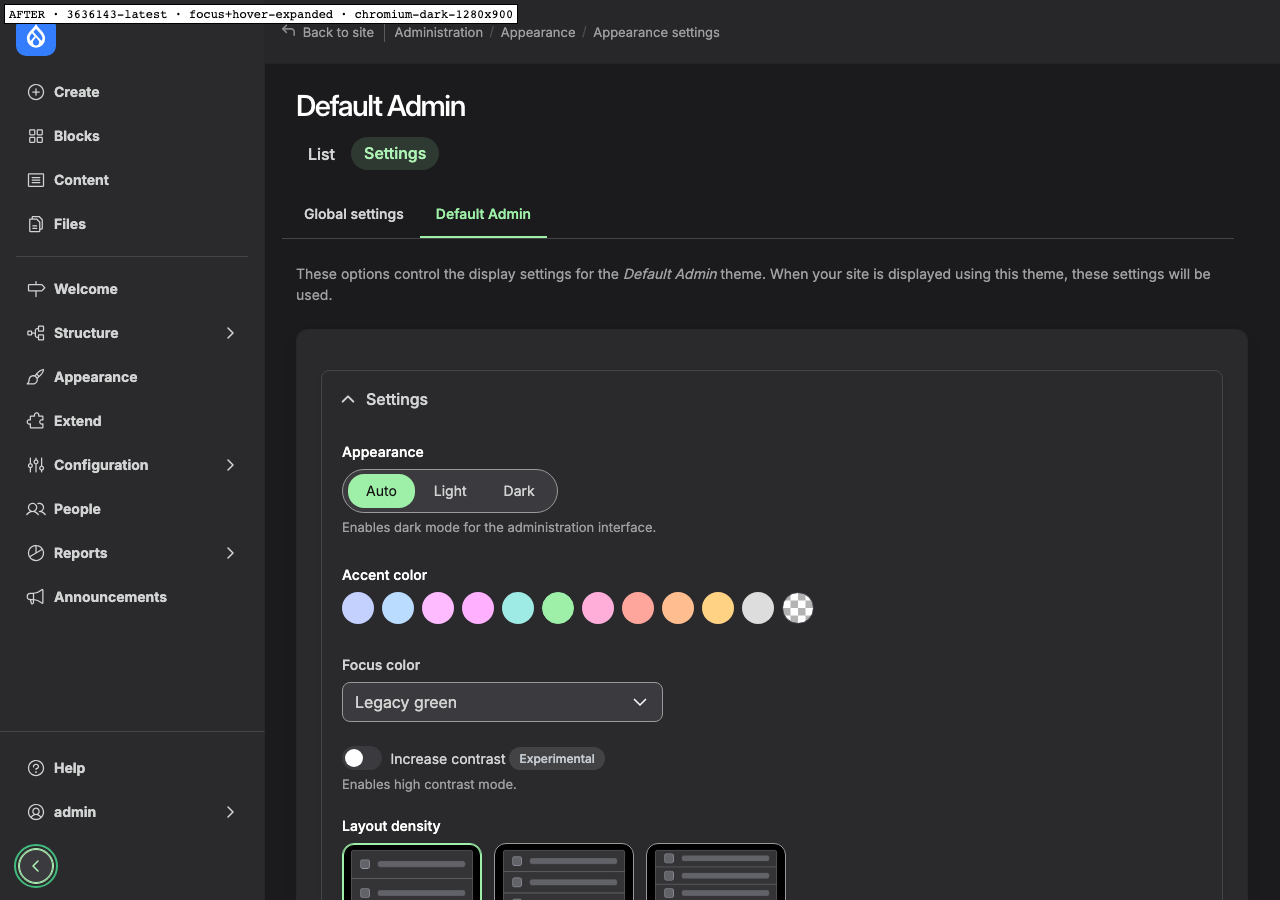 AFTER · 3636143-latest · focus+hover-expanded · chromium-dark-1280x900
Back to site
Administration / Appearance / Appearance settings
Create
Blocks
Content
Files
Welcome
Structure
Appearance
Extend
Configuration
People
Reports
Announcements
Help
admin
Default Admin
List
Settings
Global settings
Default Admin
These options control the display settings for the Default Admin theme. When your site is displayed using this theme, these settings will be
used.
Settings
Appearance
Auto
Light
Dark
Enables dark mode for the administration interface.
Accent color
Focus color
Legacy green
Increase contrast Experimental
Enables high contrast mode.
Layout density